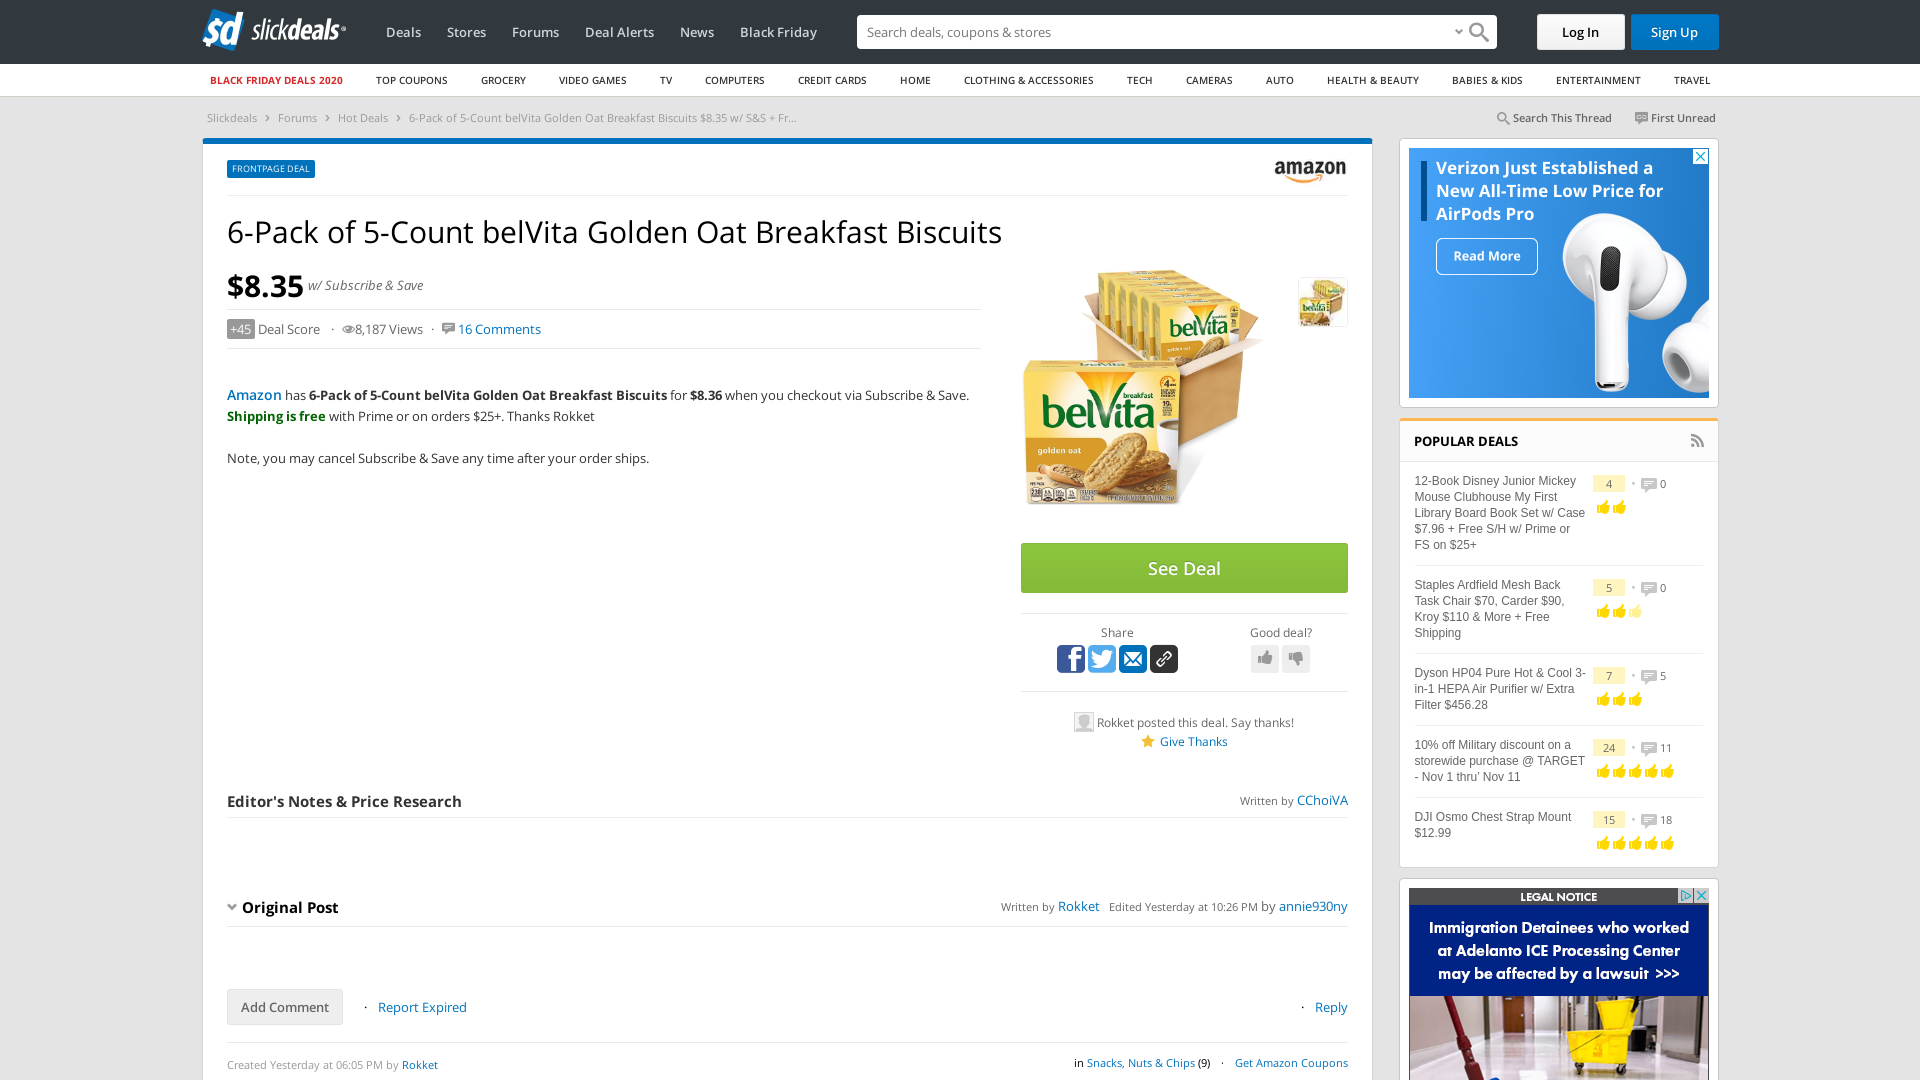 sd slickdeals
Deals Stores Forums Deal Alerts News Black Friday
Search deals, coupons & shopping
Log In
Sign Up
BLACK FRIDAY DEALS 2020 TOP COUPONS GROCERY VIDEO GAMES TV COMPUTERS CREDIT CARDS HOME CLOTHING & ACCESSORIES TECH CAMERAS AUTO HEALTH & BEAUTY BABIES & KIDS ENTERTAINMENT TRAVEL
Slickdeals › Forums › Hot Deals › 6-Pack of 5-Count belVita Golden Oat Breakfast Biscuits $8.35 w/ S&S + Fr...
Search This Thread First Unread
FRONTPAGE DEAL
amazon
6-Pack of 5-Count belVita Golden Oat Breakfast Biscuits
$8.35 w/ Subscribe & Save
+45 Deal Score · 8,187 Views · 16 Comments
Amazon has 6-Pack of 5-Count belVita Golden Oat Breakfast Biscuits for $8.36 when you checkout via Subscribe & Save.
Shipping is free with Prime or on orders $25+. Thanks Rokket
Note, you may cancel Subscribe & Save any time after your order ships.
belVita
breakfast
belVita
golden oat
See Deal
Share
Good deal?
Rokket posted this deal. Say thanks!
Give Thanks
Editor's Notes & Price Research
Written by CChoiVA
Original Post
Written by Rokket Edited Yesterday at 10:26 PM by annie930ny
Add Comment · Report Expired
· Reply
Created Yesterday at 06:05 PM by Rokket
in Snacks, Nuts & Chips (9) · Get Amazon Coupons
Verizon Just Established a
New All-Time Low Price for
AirPods Pro
Read More
POPULAR DEALS
12-Book Disney Junior Mickey
Mouse Clubhouse My First
Library Board Book Set w/ Case
$7.96 + Free S/H w/ Prime or
FS on $25+
4 • 0
Staples Ardfield Mesh Back
Task Chair $70, Carder $90,
Kroy $110 & More + Free
Shipping
5 • 0
Dyson HP04 Pure Hot & Cool 3-
in-1 HEPA Air Purifier w/ Extra
Filter $456.28
7 • 5
10% off Military discount on a
storewide purchase @ TARGET
- Nov 1 thru' Nov 11
24 • 11
DJI Osmo Chest Strap Mount
$12.99
15 • 18
LEGAL NOTICE
Immigration Detainees who worked
at Adelanto ICE Processing Center
may be affected by a lawsuit >>>